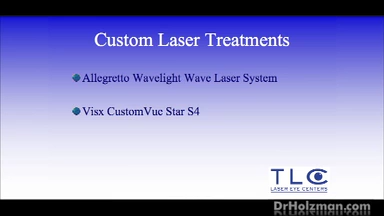 Custom Laser Treatments
Allegretto Wavelight Wave Laser System
Visx CustomVue Star S4
TLC
LASER EYE CENTERS
DrHolzman.com